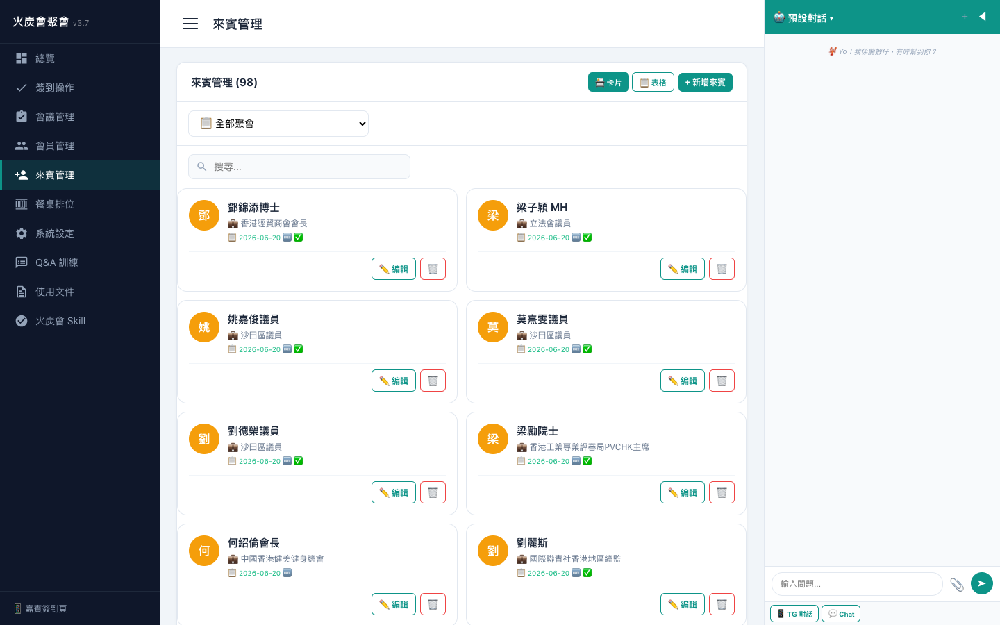 火炭會聚會 v3.7
總覽
簽到操作
會議管理
會員管理
來賓管理
餐桌排位
系統設定
Q&A 訓練
使用文件
火炭會 Skill
嘉賓簽到頁
來賓管理
來賓管理 (98)
卡片
表格
+ 新增來賓
全部聚會
搜尋...
鄧
鄧錦添博士
香港經貿商會會長
2026-06-20
編輯
梁
梁子穎 MH
立法會議員
2026-06-20
編輯
姚
姚嘉俊議員
沙田區議員
2026-06-20
編輯
莫
莫熹雯議員
沙田區議員
2026-06-20
編輯
劉
劉德榮議員
沙田區議員
2026-06-20
編輯
梁
梁勵院士
香港工業專業評審局PVCHK主席
2026-06-20
編輯
何
何紹倫會長
中國香港健美健身總會
2026-06-20
編輯
劉
劉麗斯
國際聯青社香港地區總監
2026-06-20
編輯
預設對話
Yo！我係龍蝦仔，有咩幫到你？
輸入問題...
TG 對話
Chat